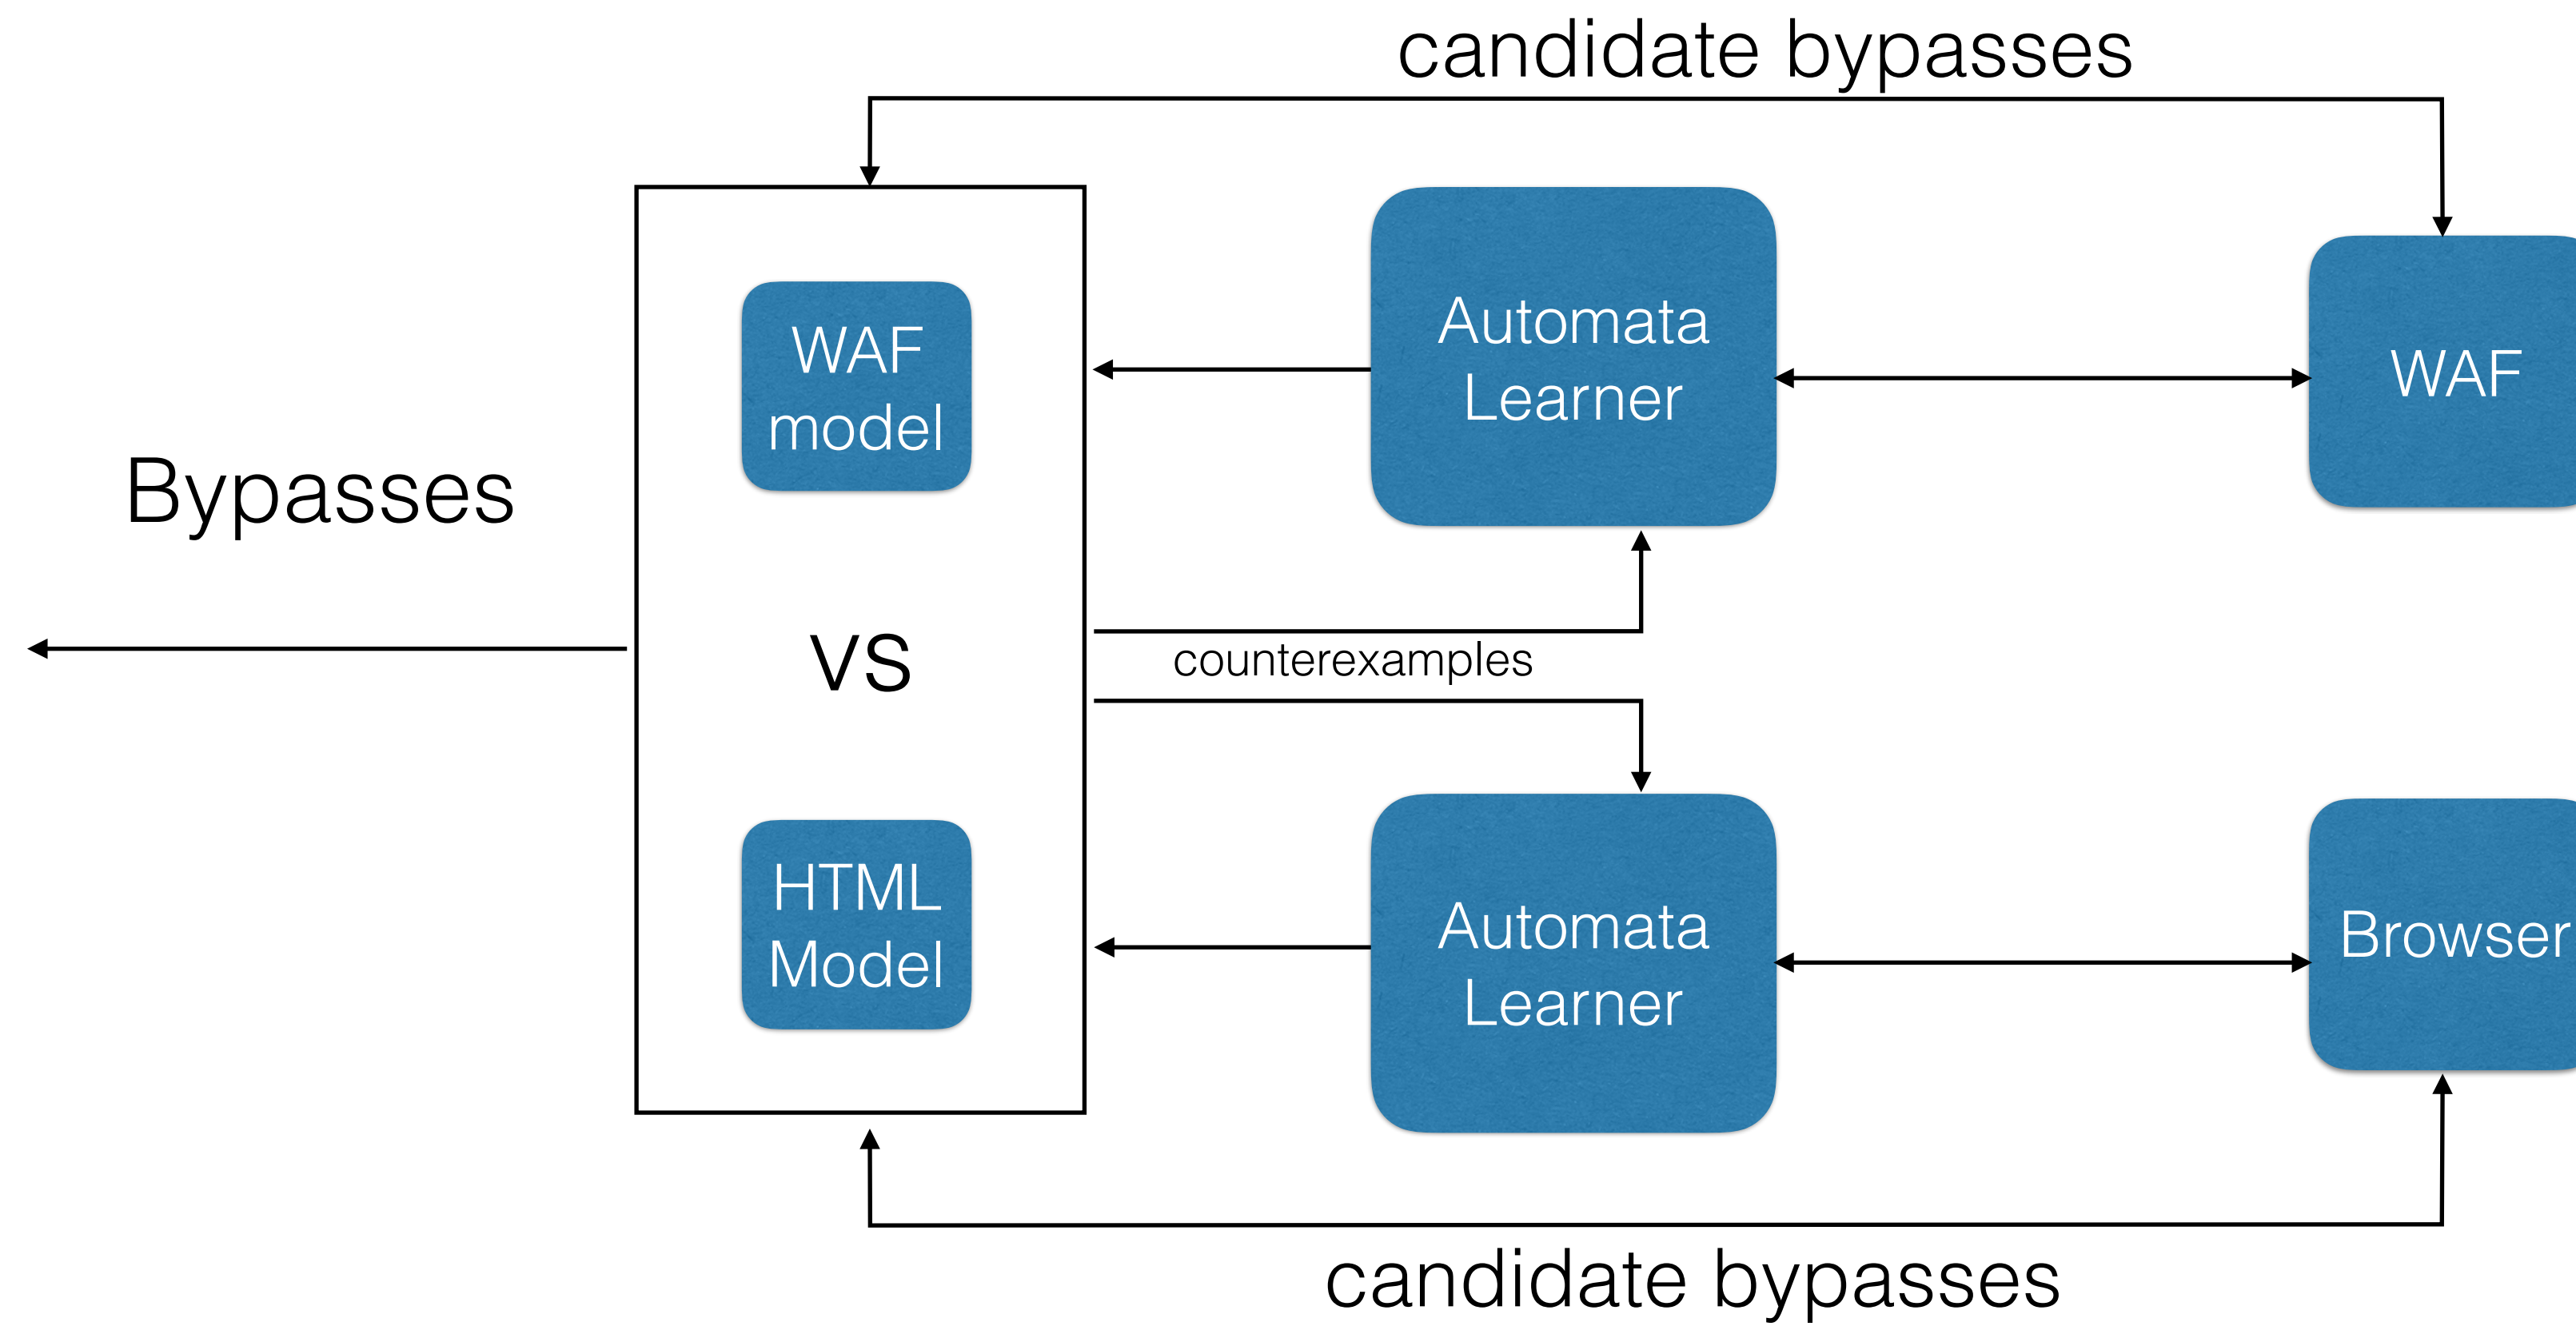 candidate bypasses
WAF
model
Automata
Learner
WAF
Bypasses
VS
counterexamples
HTML
Model
Automata
Learner
Browser
candidate bypasses